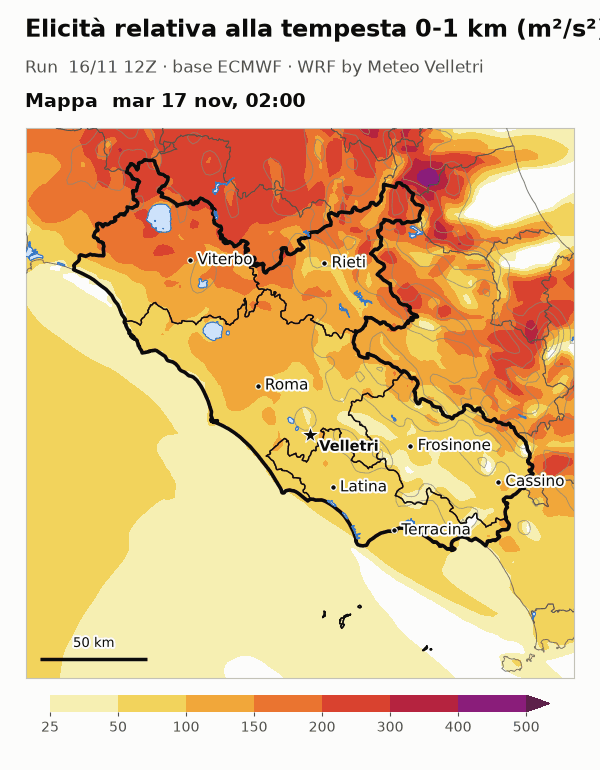 Elicità relativa alla tempesta 0-1 km (m²/s²)
Run 16/11 12Z · base ECMWF · WRF by Meteo Velletri
Mappa mar 17 nov, 02:00
Viterbo
Rieti
Roma
Velletri
Frosinone
Latina
Cassino
Terracina
50 km
25 50 100 150 200 300 400 500